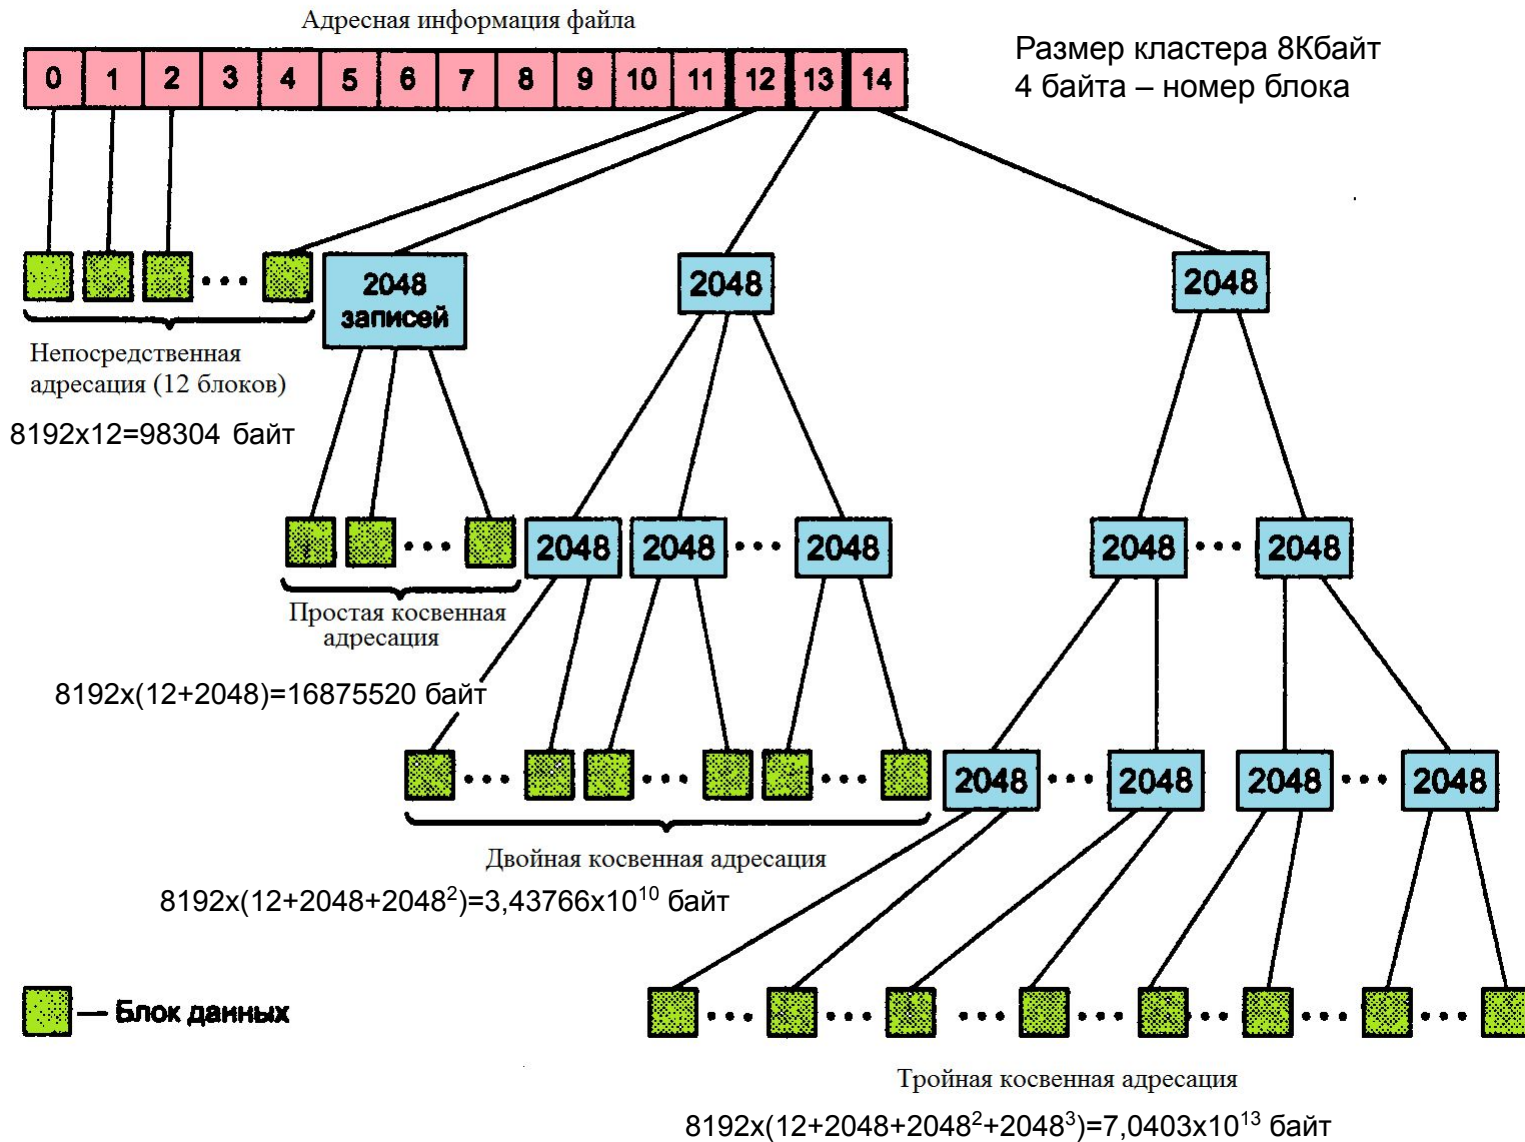 Адресная информация файла
Размер кластера 8Кбайт
4 байта – номер блока
0 1 2 3 4 5 6 7 8 9 10 11 12 13 14
2048
записей
2048
2048
Непосредственная
адресация (12 блоков)
8192x12=98304 байт
2048 2048 2048 2048 2048
Простая косвенная
адресация
8192x(12+2048)=16875520 байт
2048 2048 2048 2048
Двойная косвенная адресация
8192x(12+2048+2048²)=3,43766x10¹⁰ байт
— Блок данных
Тройная косвенная адресация
8192x(12+2048+2048²+2048³)=7,0403x10¹³ байт